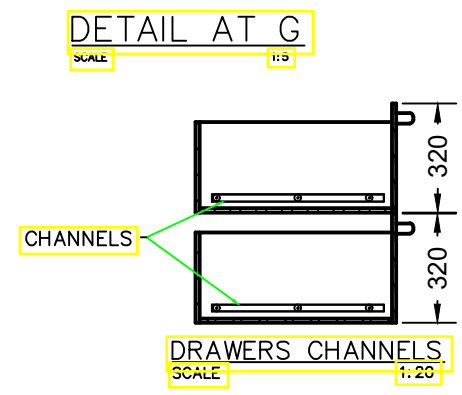 DETAIL AT G
SCALE 1:5
320
CHANNELS
320
DRAWERS CHANNELS
SCALE 1:20